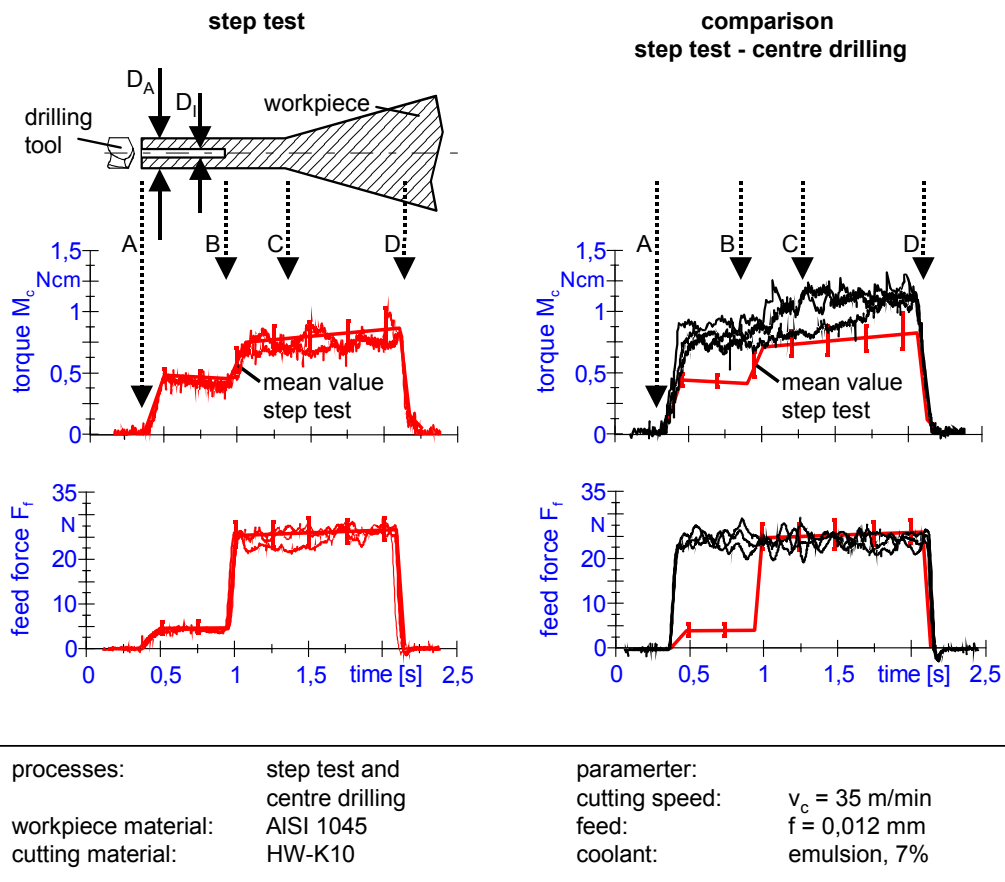 step test
comparison
step test - centre drilling
D_A
D_I
workpiece
drilling
tool
A
B
C
D
1,5
Ncm
1
0,5
0
torque M_c
mean value
step test
A
B
C
D
1,5
Ncm
1
0,5
0
torque M_c
mean value
step test
35
N
20
10
0
feed force F_f
0
0,5
1
1,5
time [s]
2,5
35
N
20
10
0
feed force F_f
0
0,5
1
1,5
time [s]
2,5
processes: step test and
centre drilling
workpiece material: AISI 1045
cutting material: HW-K10
paramerter:
cutting speed: v_c = 35 m/min
feed: f = 0,012 mm
coolant: emulsion, 7%